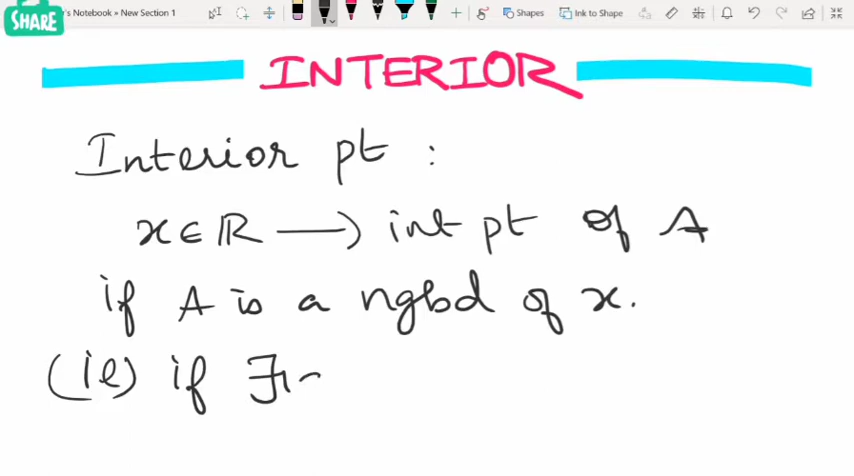 SHARE
's Notebook » New Section 1
Shapes
Ink to Shape
INTERIOR
Interior pt :
x ∈ ℝ ⟶ int pt of A
if A is a ngbd of x.
(ie) if ∃